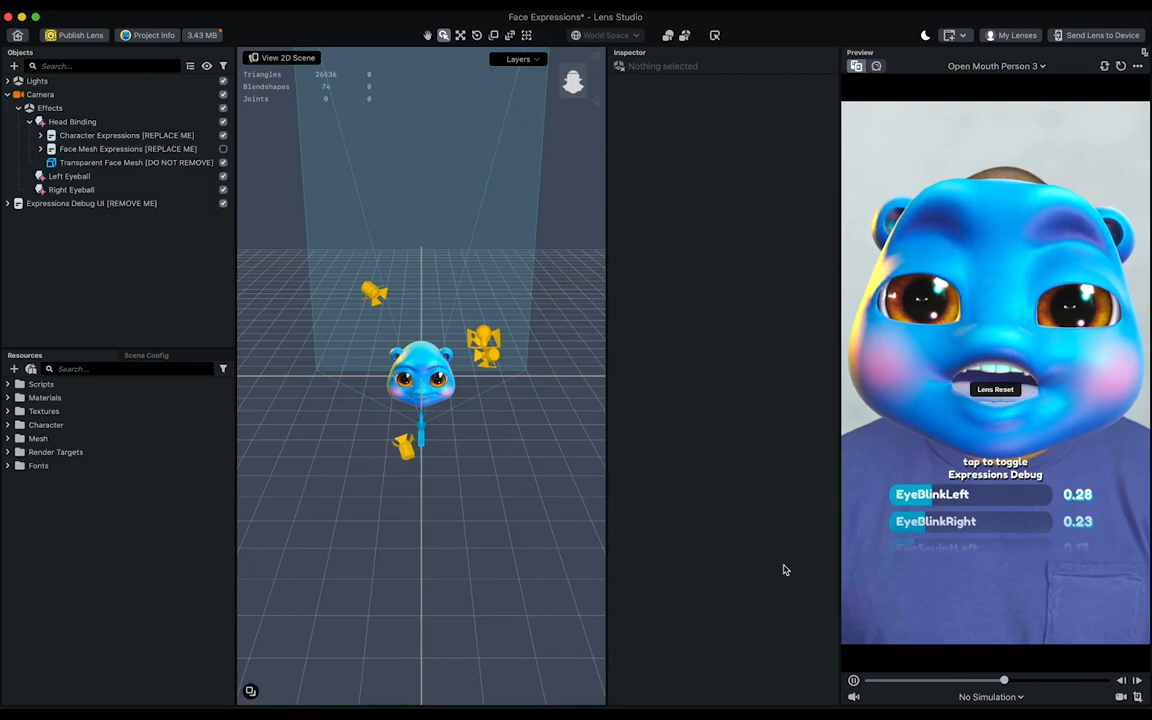 Face Expressions* - Lens Studio
Publish Lens
Project Info
3.43 MB
World Space
My Lenses
Send Lens to Device
Objects
Search...
Lights
Camera
Effects
Head Binding
Character Expressions [REPLACE ME]
Face Mesh Expressions [REPLACE ME]
Transparent Face Mesh [DO NOT REMOVE]
Left Eyeball
Right Eyeball
Expressions Debug UI [REMOVE ME]
Resources
Scene Config
Search...
Scripts
Materials
Textures
Character
Mesh
Render Targets
Fonts
View 2D Scene
Layers
Triangles 26536 0
Blendshapes 74 0
Joints 0 0
Inspector
Nothing selected
Preview
Open Mouth Person 3
Lens Reset
tap to toggle
Expressions Debug
EyeBlinkLeft 0.28
EyeBlinkRight 0.23
EyeSquintLeft
No Simulation